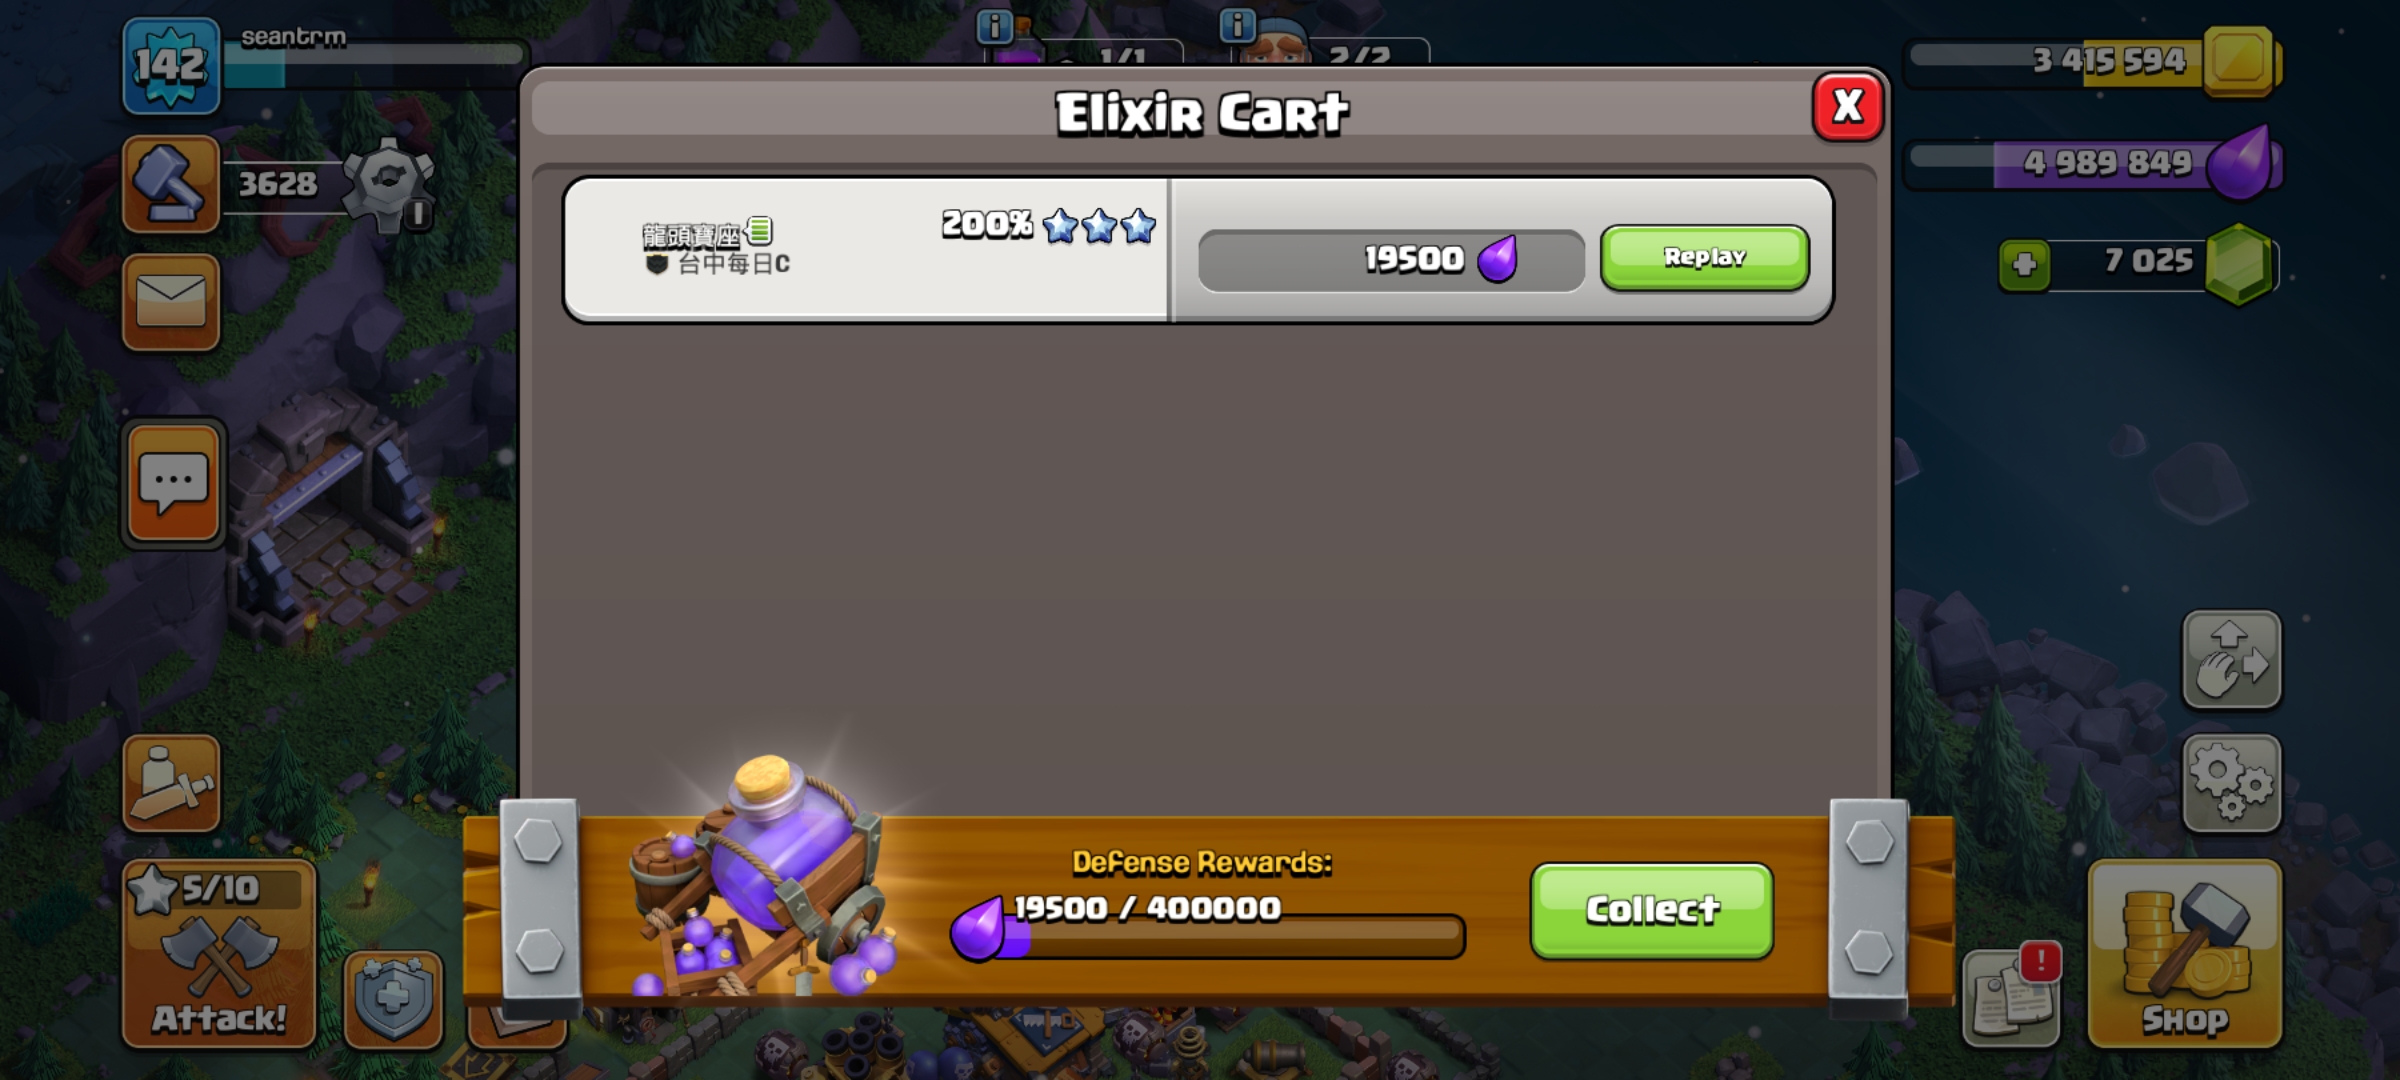 142
seantrm
1/1
2/2
3 415 594
Elixir Cart
X
3628
4 989 849
龍頭寶座
200%
台中每日C
19500
Replay
7 025
Defense Rewards:
19500 / 400000
Collect
5/10
Attack!
!
Shop